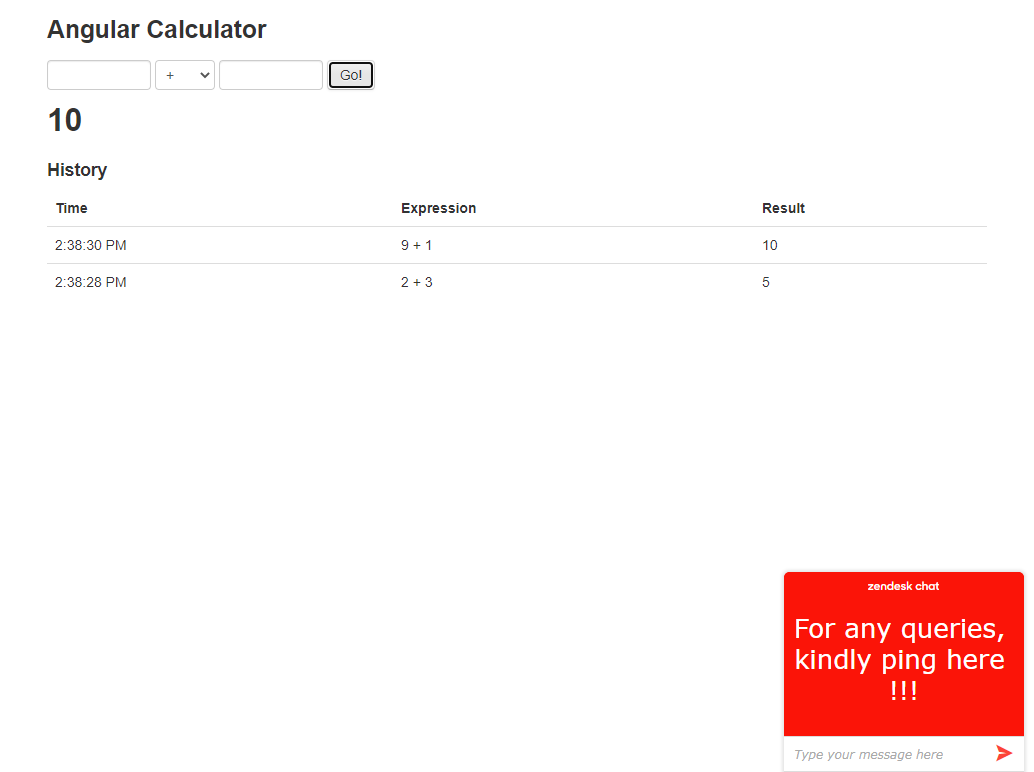 Angular Calculator
+ Go!
10
History
Time Expression Result
2:38:30 PM 9 + 1 10
2:38:28 PM 2 + 3 5
zendesk chat
For any queries,
kindly ping here
!!!
Type your message here